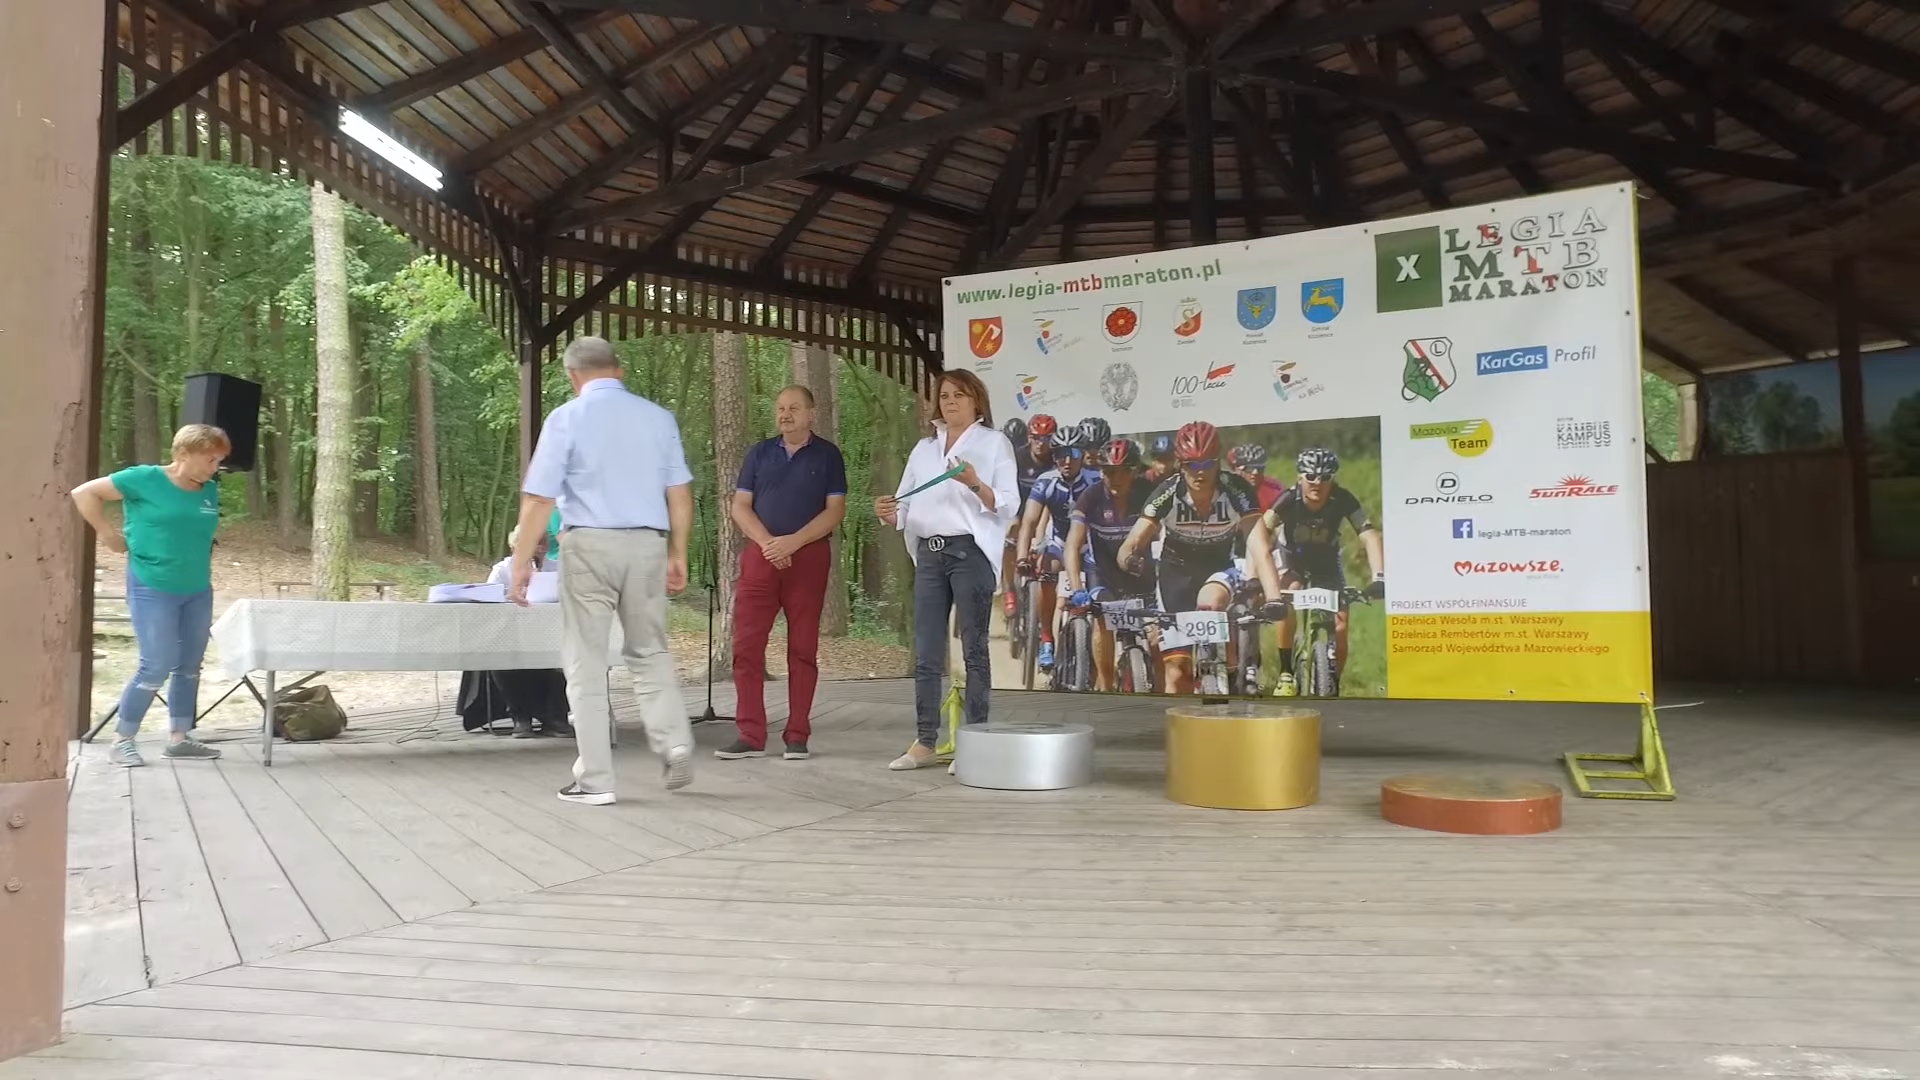 www.legia-mtbmaraton.pl
X
LEGIA
MTB
MARATON
L
KarGas Profil
100-lecie
Mazovia
Team
KAMPUS
D
DANIELO
SUNRACE
f legia-MTB-maraton
mazowsze.
PROJEKT WSPÓŁFINANSUJE
Dzielnica Wesoła m.st. Warszawy
Dzielnica Rembertów m.st. Warszawy
Samorząd Województwa Mazowieckiego
310
296
190